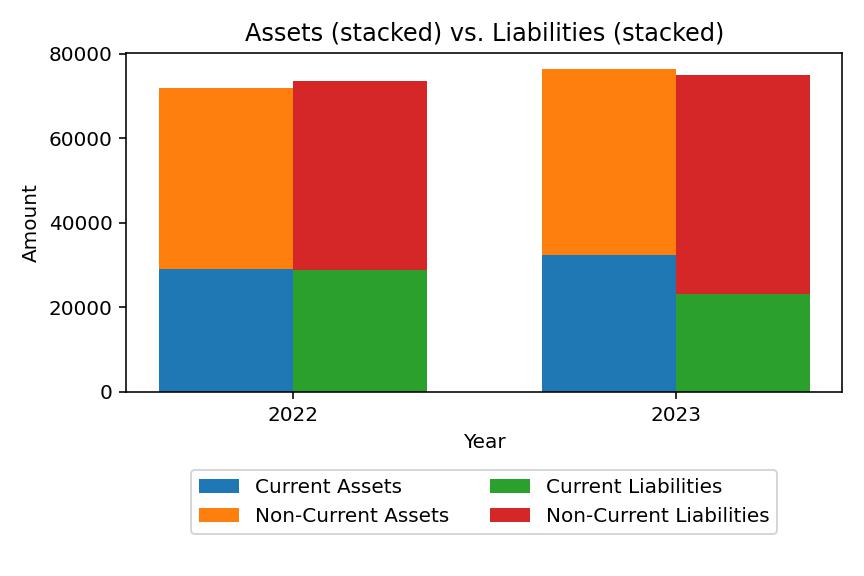 Assets (stacked) vs. Liabilities (stacked)
80000
60000
40000
20000
0
Amount
2022 2023
Year
Current Assets Current Liabilities
Non-Current Assets Non-Current Liabilities